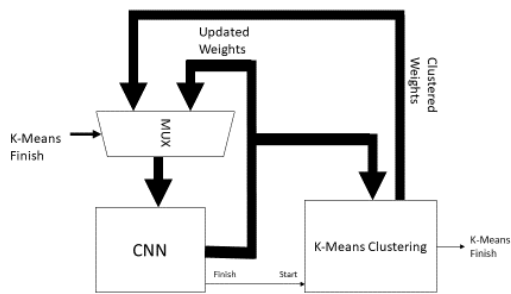 Updated
Weights
Clustered
Weights
K-Means
Finish
MUX
CNN
K-Means Clustering
K-Means
Finish
Finish
Start